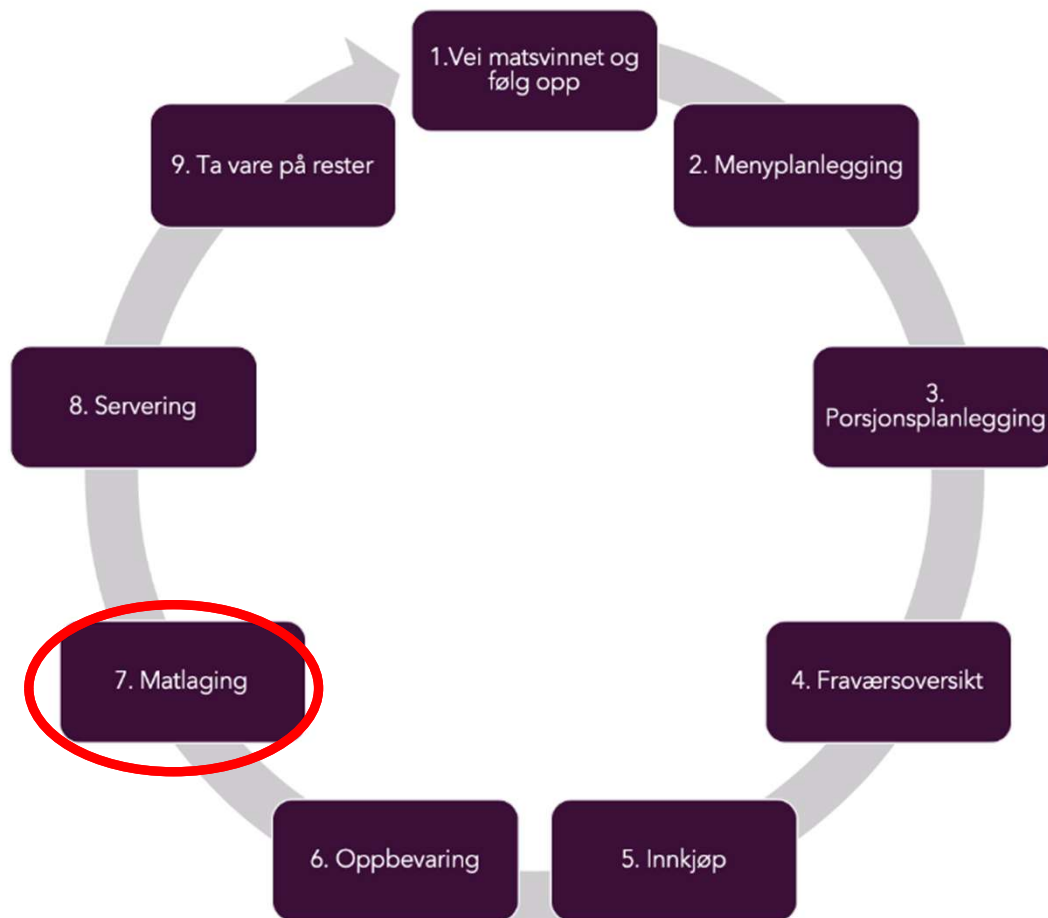 1.Vei matsvinnet og
følg opp
2. Menyplanlegging
3.
Porsjonsplanlegging
4. Fraværsoversikt
5. Innkjøp
6. Oppbevaring
7. Matlaging
8. Servering
9. Ta vare på rester